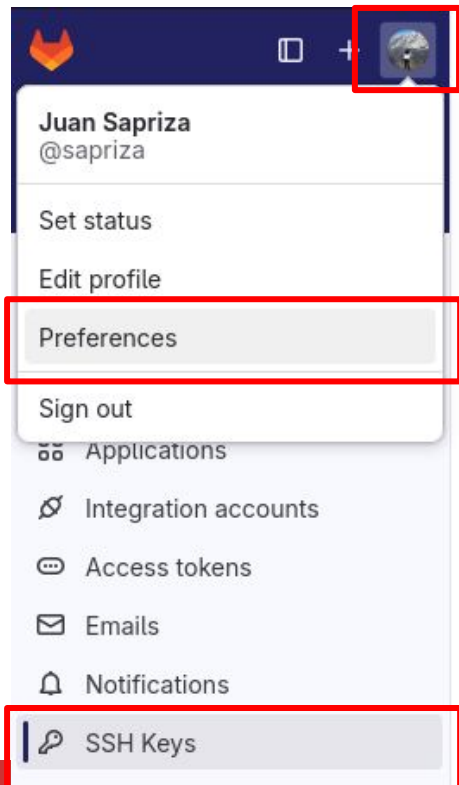 Juan Sapriza
@sapriza
Set status
Edit profile
Preferences
Sign out
Applications
Integration accounts
Access tokens
Emails
Notifications
SSH Keys